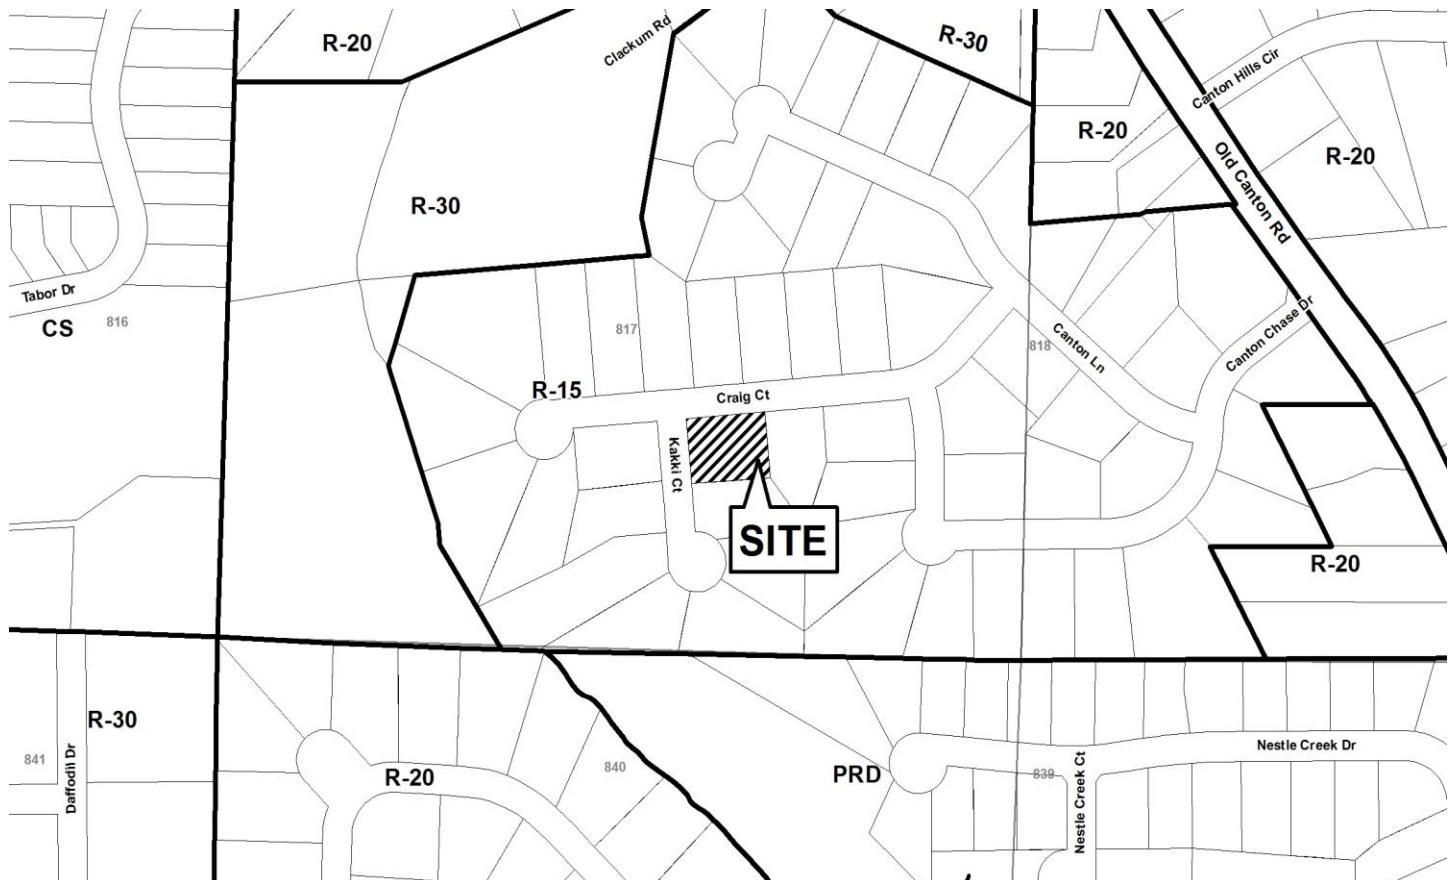 R-20
Clackum Rd
R-30
Canton Hills Cir
R-20
R-20
Old Canton Rd
R-30
Tabor Dr
CS
816
817
818
Canton Ln
Canton Chase Dr
R-15
Craig Ct
Kakki Ct
SITE
R-20
R-30
841
Daffodil Dr
R-20
840
PRD
839
Nestle Creek Ct
Nestle Creek Dr